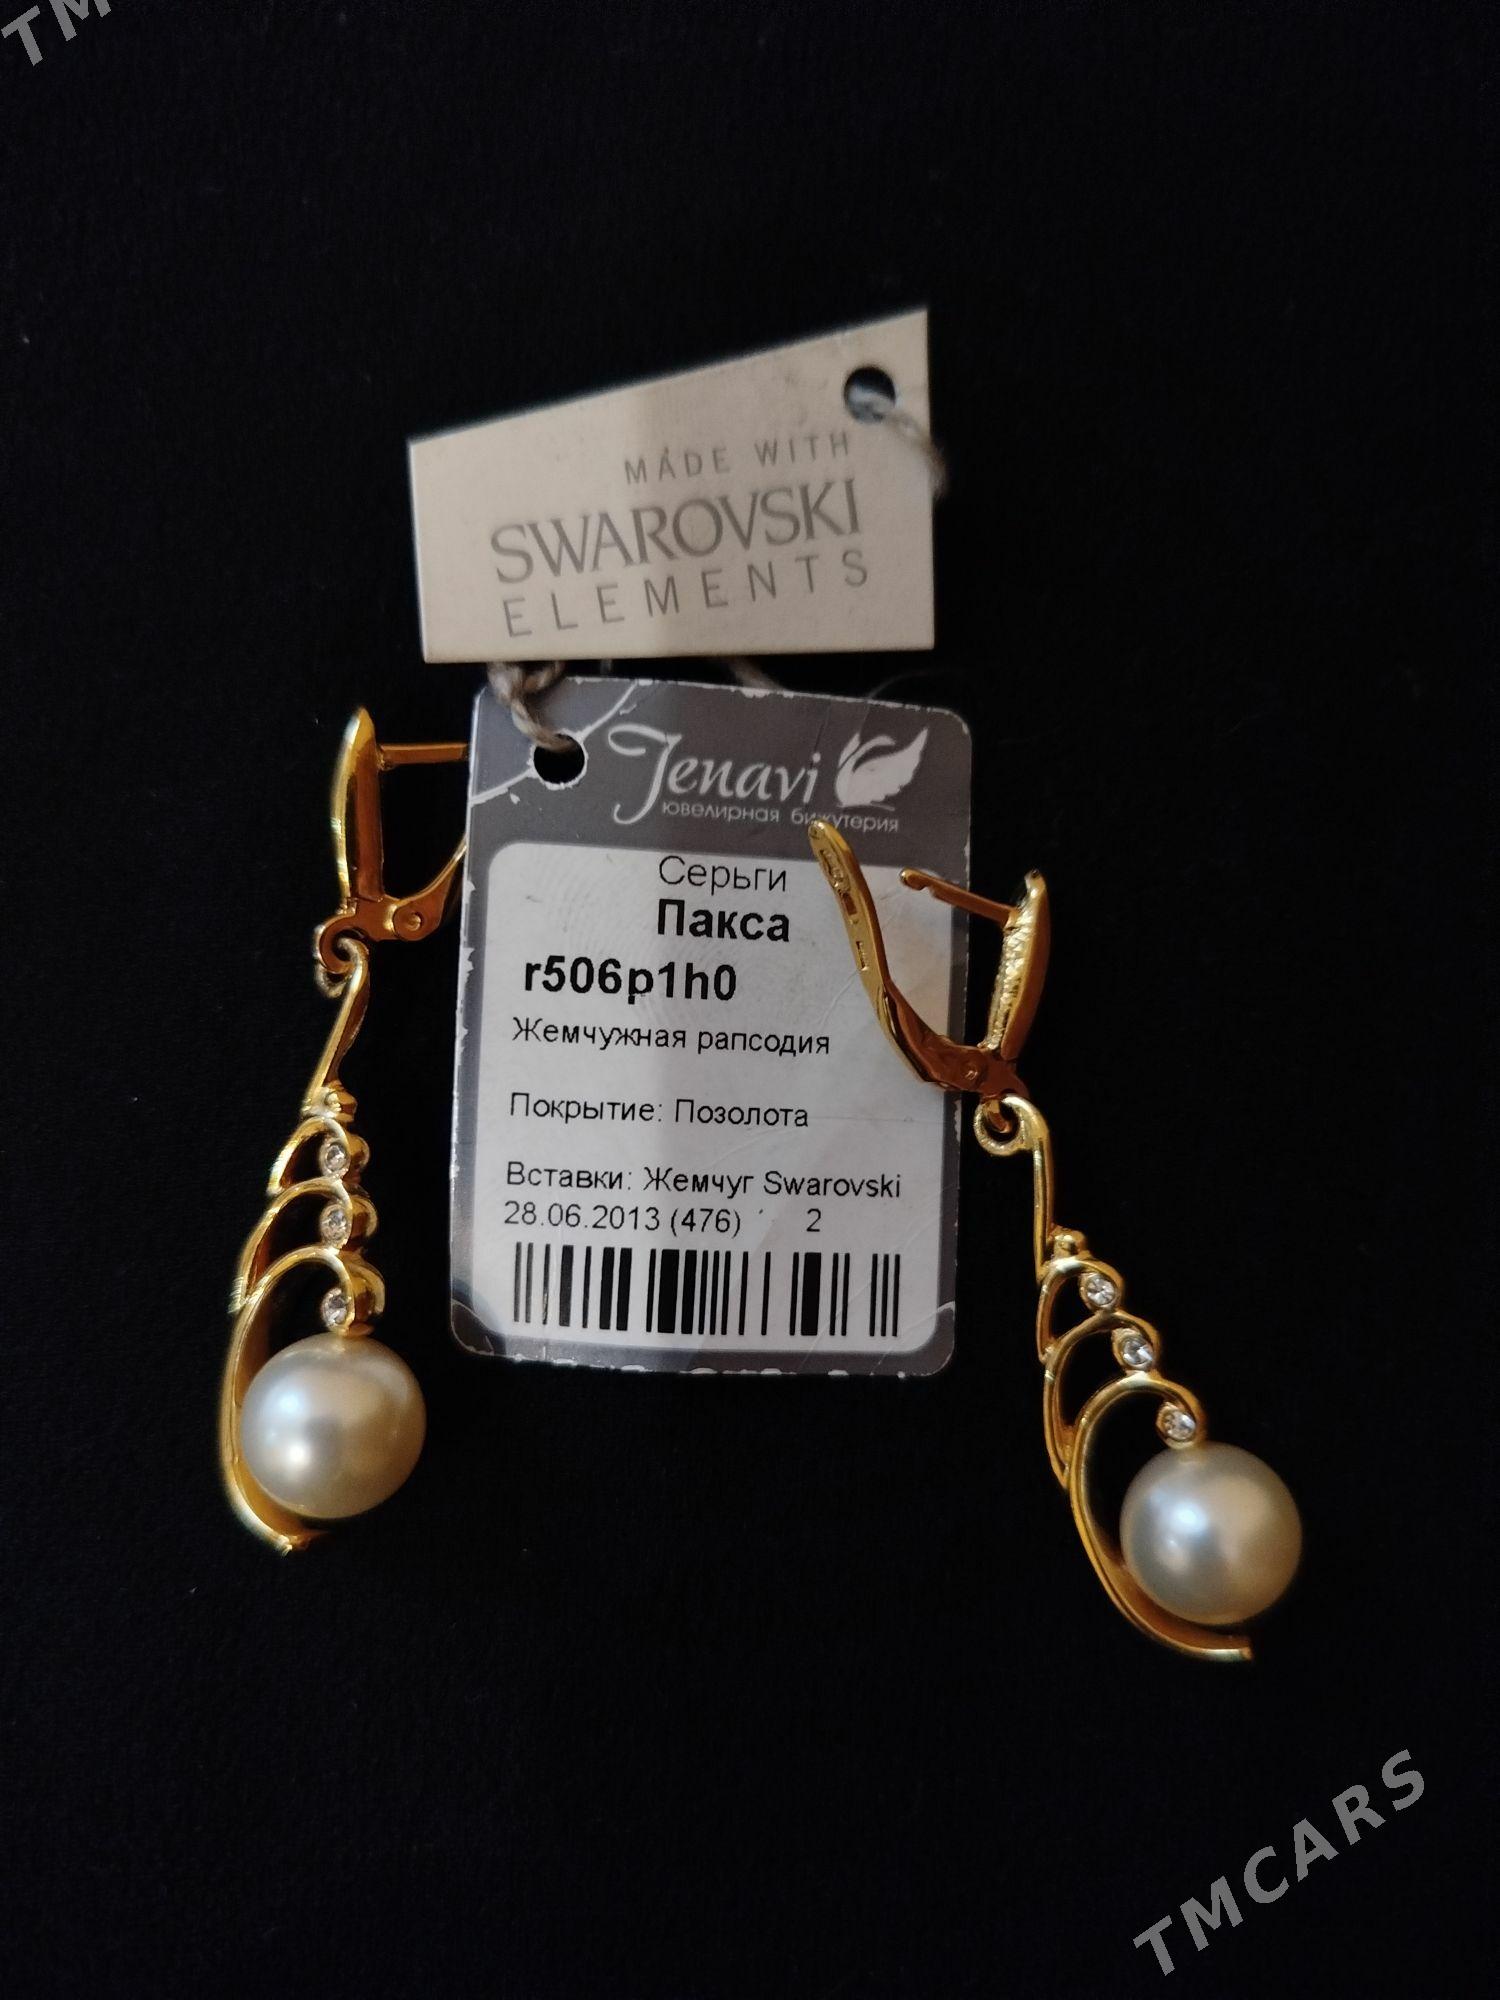 TM
MADE WITH
SWAROVSKI
ELEMENTS
Jenavi
ювелирная бижутерия
Серьги
Пакса
r506p1h0
Жемчужная рапсодия
Покрытие: Позолота
Вставки: Жемчуг Swarovski
28.06.2013 (476) 2
TMCARS